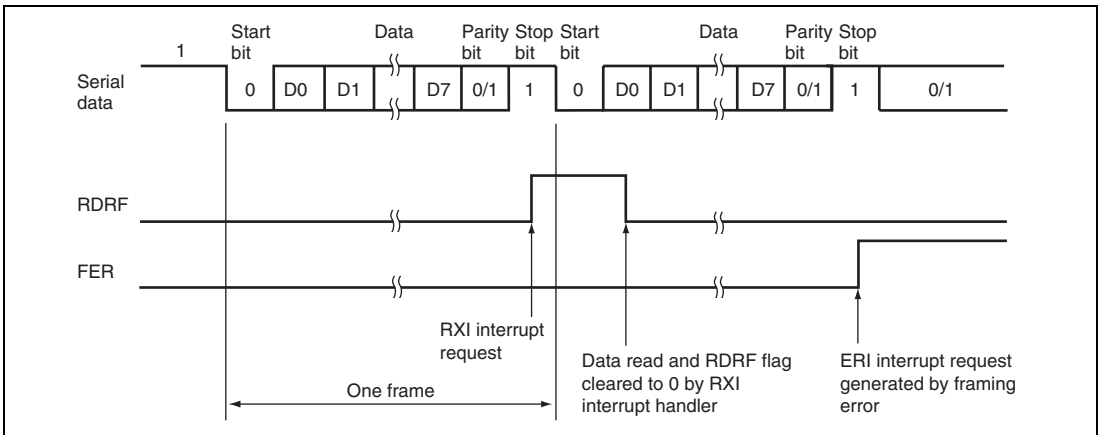 Start Data Parity Stop Start Data Parity Stop
1 bit bit bit bit bit bit
Serial data 0 D0 D1 D7 0/1 1 0 D0 D1 D7 0/1 1 0/1
RDRF
FER
RXI interrupt
request
Data read and RDRF flag
cleared to 0 by RXI
interrupt handler
ERI interrupt request
generated by framing
error
One frame